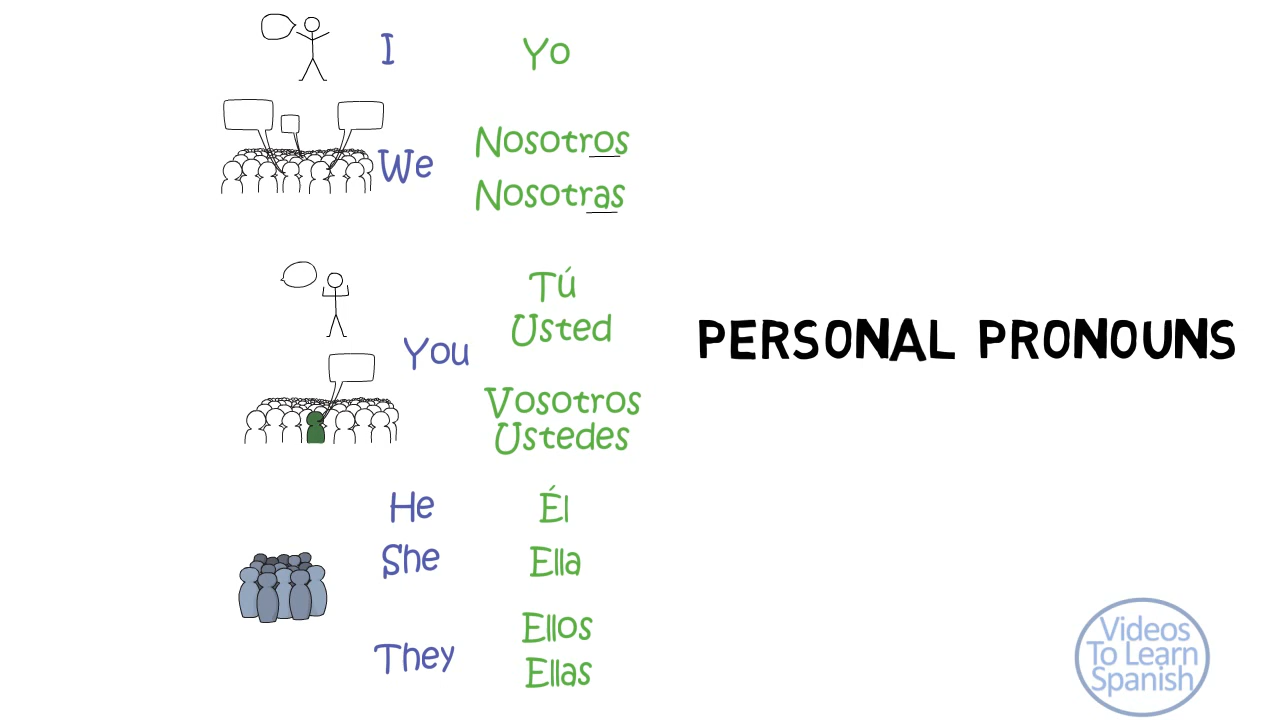 I Yo
Nosotros
We
Nosotras
Tú
Usted
You
Vosotros
Ustedes
PERSONAL PRONOUNS
He Él
She Ella
Ellos
They
Ellas
Videos
To Learn
Spanish